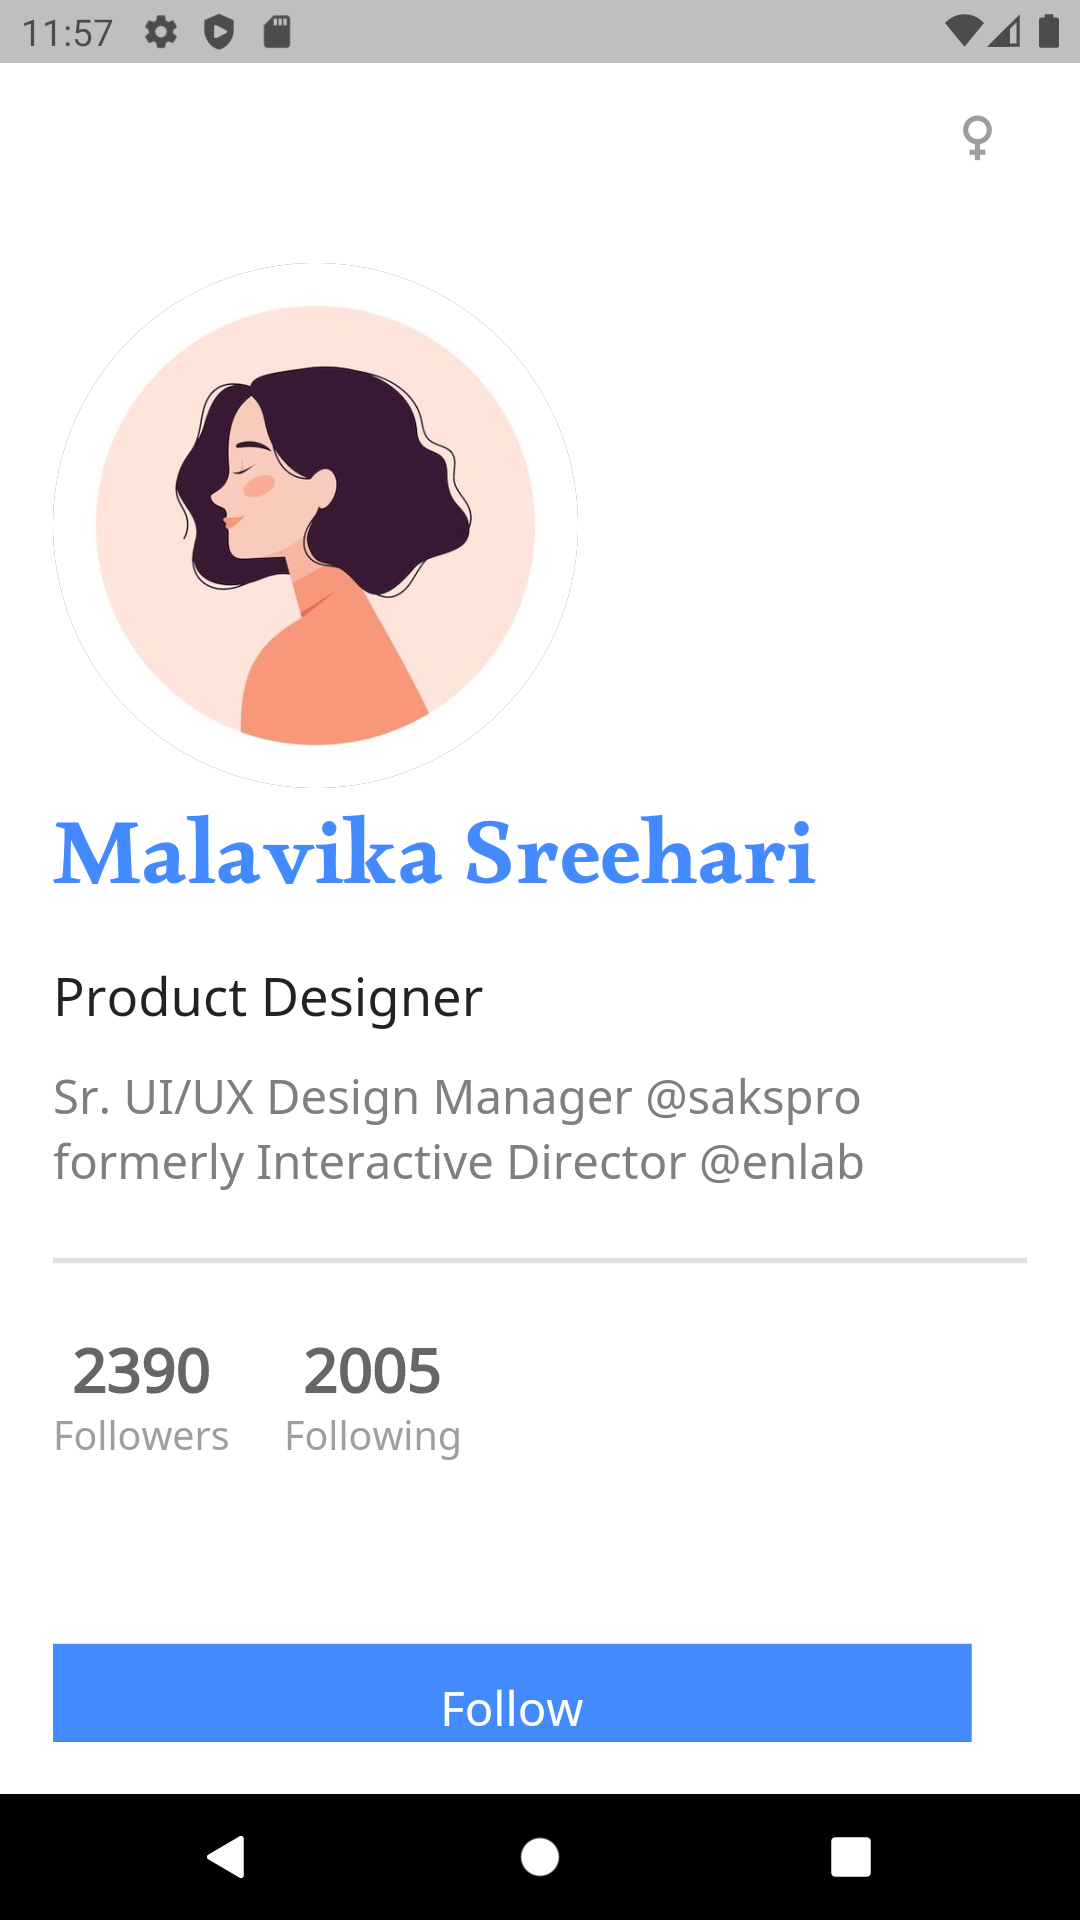 11:57
Malavika Sreehari
Product Designer
Sr. UI/UX Design Manager @sakspro
formerly Interactive Director @enlab
2390 2005
Followers Following
Follow